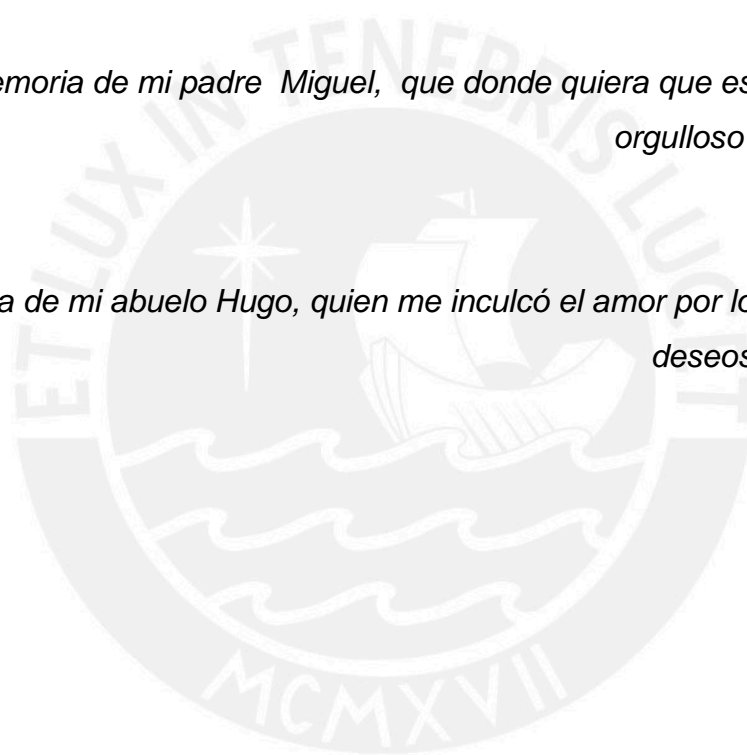 emoria de mi padre Miguel, que donde quiera que es
orgulloso
a de mi abuelo Hugo, quien me inculcó el amor por lo
deseos
ET LUX IN TENEBRIS LUCET
MCMXVII